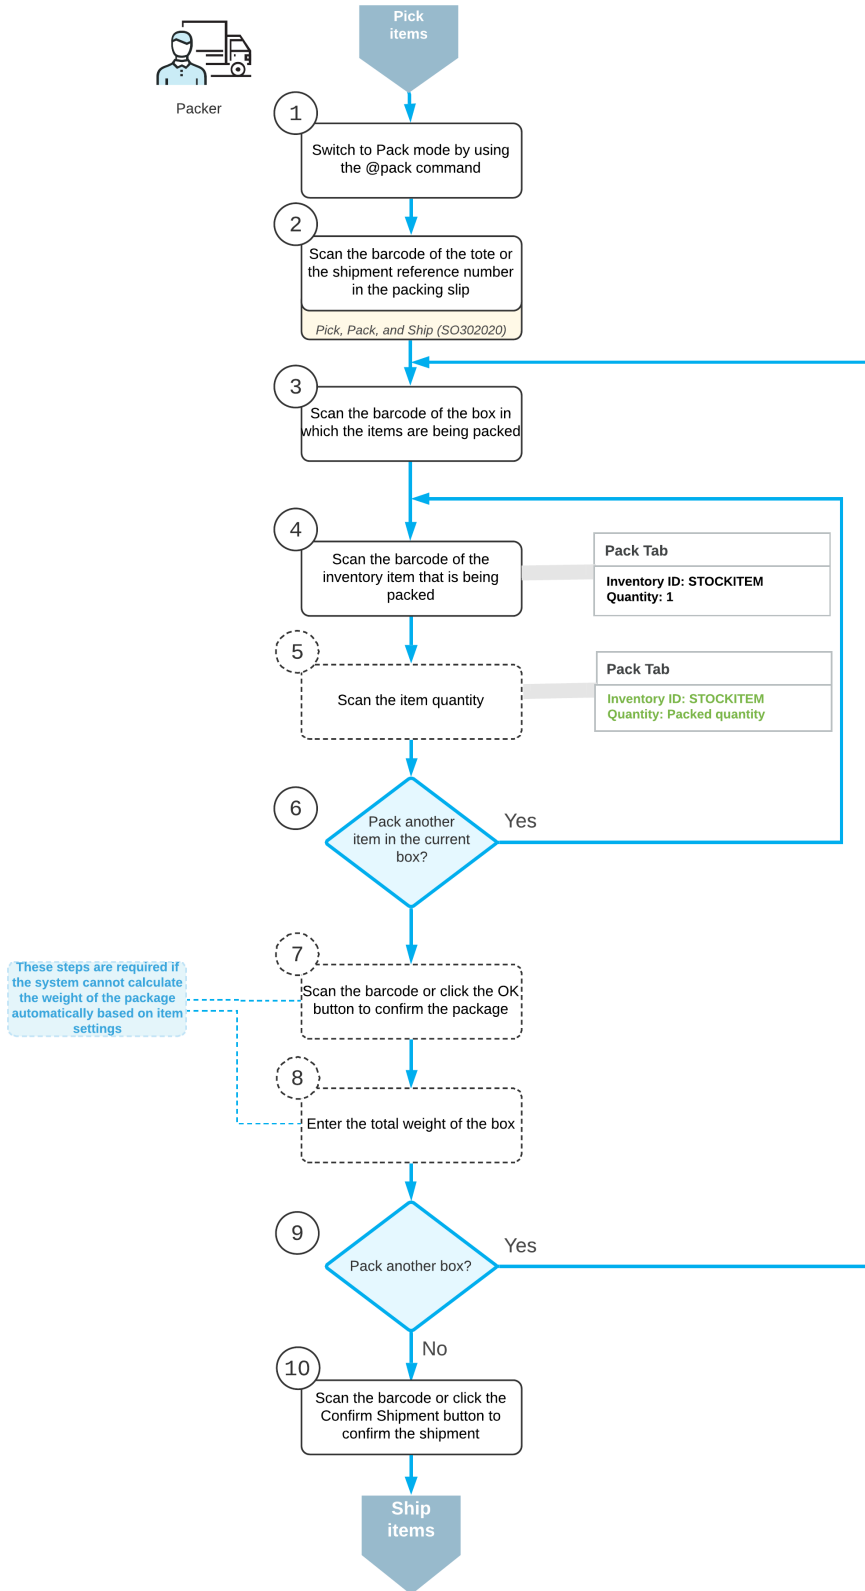 Pick
items
Packer
1
Switch to Pack mode by using
the @pack command
2
Scan the barcode of the tote or
the shipment reference number
in the packing slip
Pick, Pack, and Ship (SO302020)
3
Scan the barcode of the box in
which the items are being packed
4
Scan the barcode of the
inventory item that is being
packed
Pack Tab
Inventory ID: STOCKITEM
Quantity: 1
5
Scan the item quantity
Pack Tab
Inventory ID: STOCKITEM
Quantity: Packed quantity
6
Pack another
item in the current
box?
Yes
7
Scan the barcode or click the OK
button to confirm the package
These steps are required if
the system cannot calculate
the weight of the package
automatically based on item
settings
8
Enter the total weight of the box
9
Pack another box?
Yes
No
10
Scan the barcode or click the
Confirm Shipment button to
confirm the shipment
Ship
items